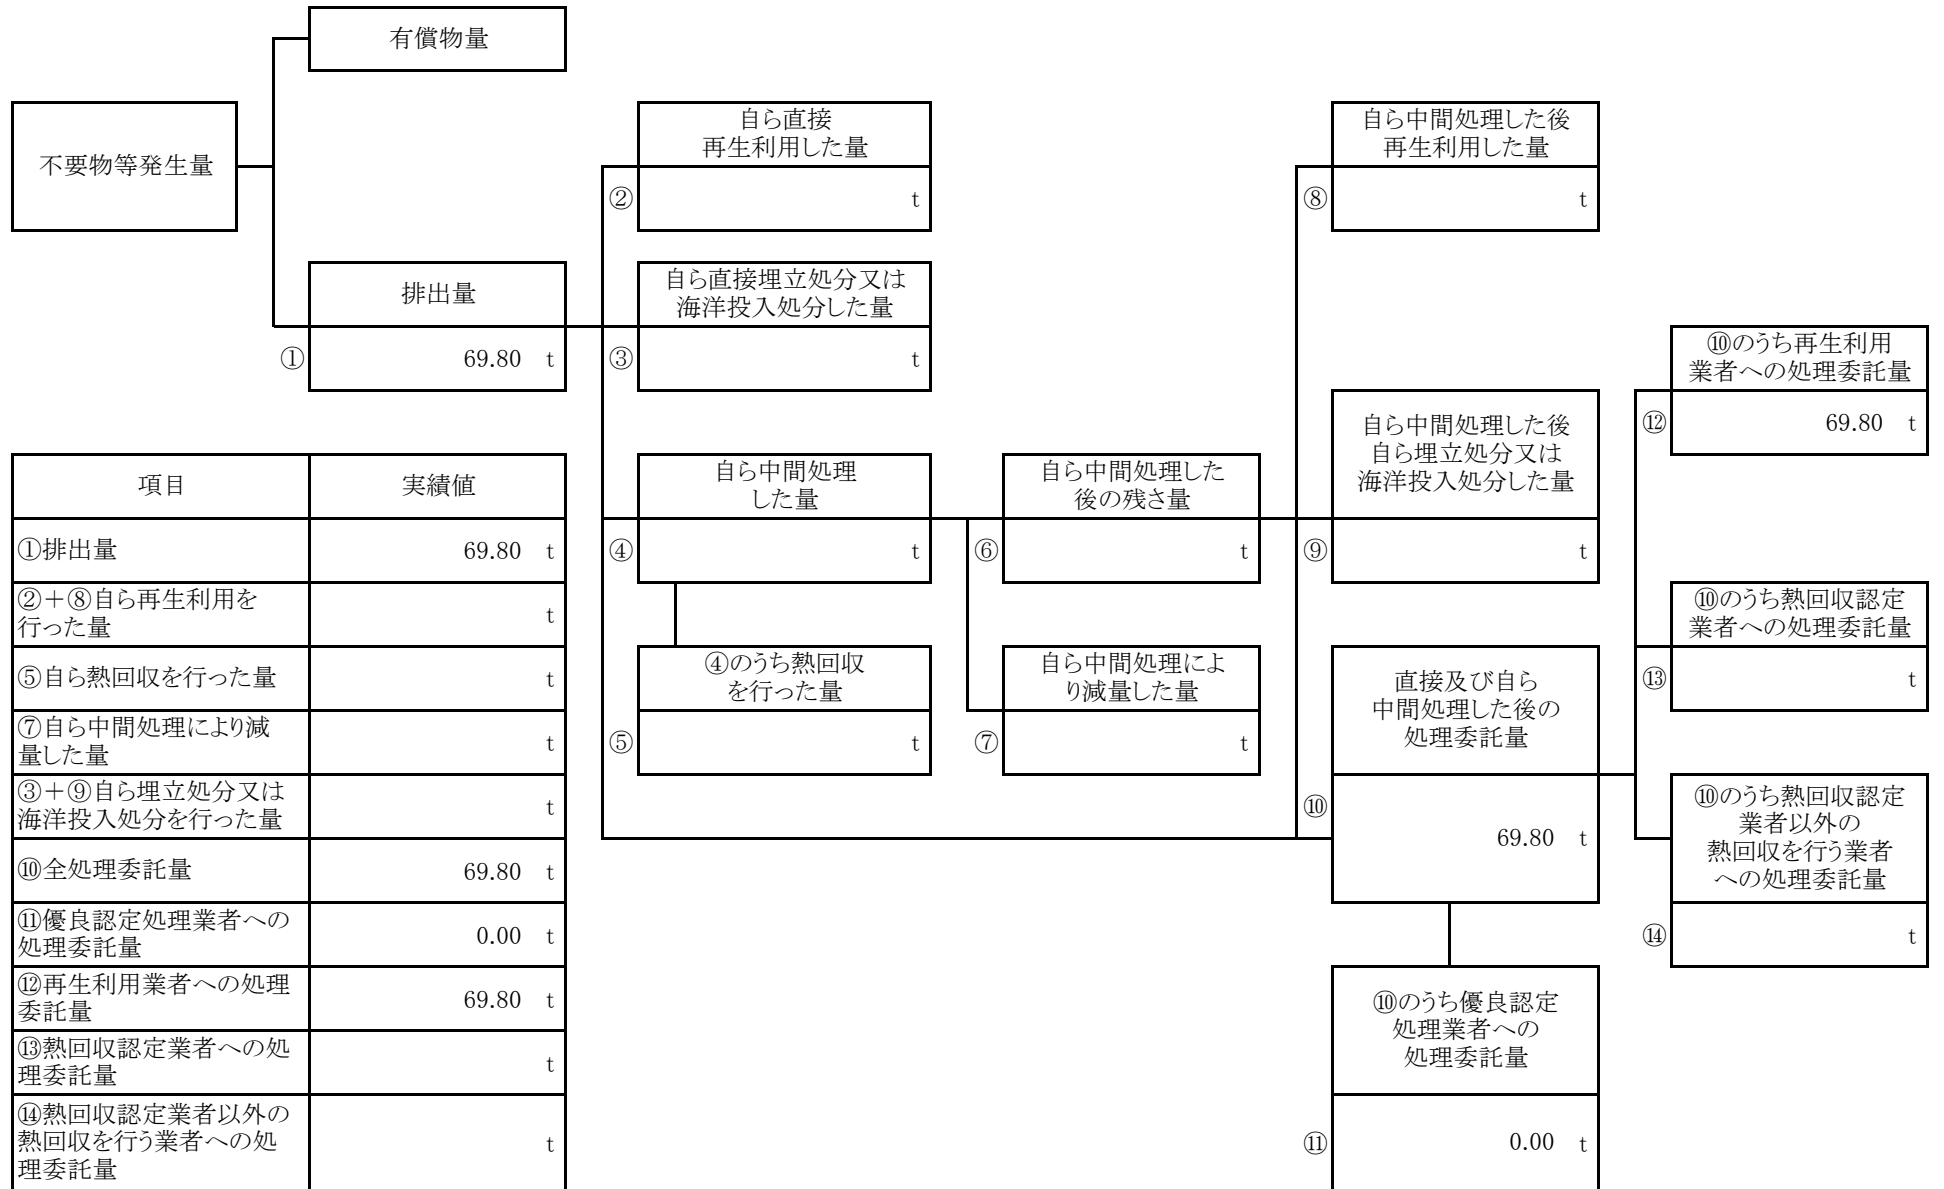 有償物量
不要物等発生量
排出量
①
69.80 t
自ら直接
再生利用した量
②
t
自ら直接埋立処分又は
海洋投入処分した量
③
t
自ら中間処理
した量
④
t
④のうち熱回収
を行った量
⑤
t
自ら中間処理した
後の残さ量
⑥
t
自ら中間処理によ
り減量した量
⑦
t
自ら中間処理した後
再生利用した量
⑧
t
自ら中間処理した後
自ら埋立処分又は
海洋投入処分した量
⑨
t
直接及び自ら
中間処理した後の
処理委託量
⑩
69.80 t
⑩のうち優良認定
処理業者への
処理委託量
⑪
0.00 t
⑩のうち再生利用
業者への処理委託量
⑫
69.80 t
⑩のうち熱回収認定
業者への処理委託量
⑬
t
⑩のうち熱回収認定
業者以外の
熱回収を行う業者
への処理委託量
⑭
t
項目 実績値
①排出量 69.80 t
②＋⑧自ら再生利用を
行った量
t
⑤自ら熱回収を行った量 t
⑦自ら中間処理により減
量した量
t
③＋⑨自ら埋立処分又は
海洋投入処分を行った量
t
⑩全処理委託量 69.80 t
⑪優良認定処理業者への
処理委託量
0.00 t
⑫再生利用業者への処理
委託量
69.80 t
⑬熱回収認定業者への処
理委託量
t
⑭熱回収認定業者以外の
熱回収を行う業者への処
理委託量
t